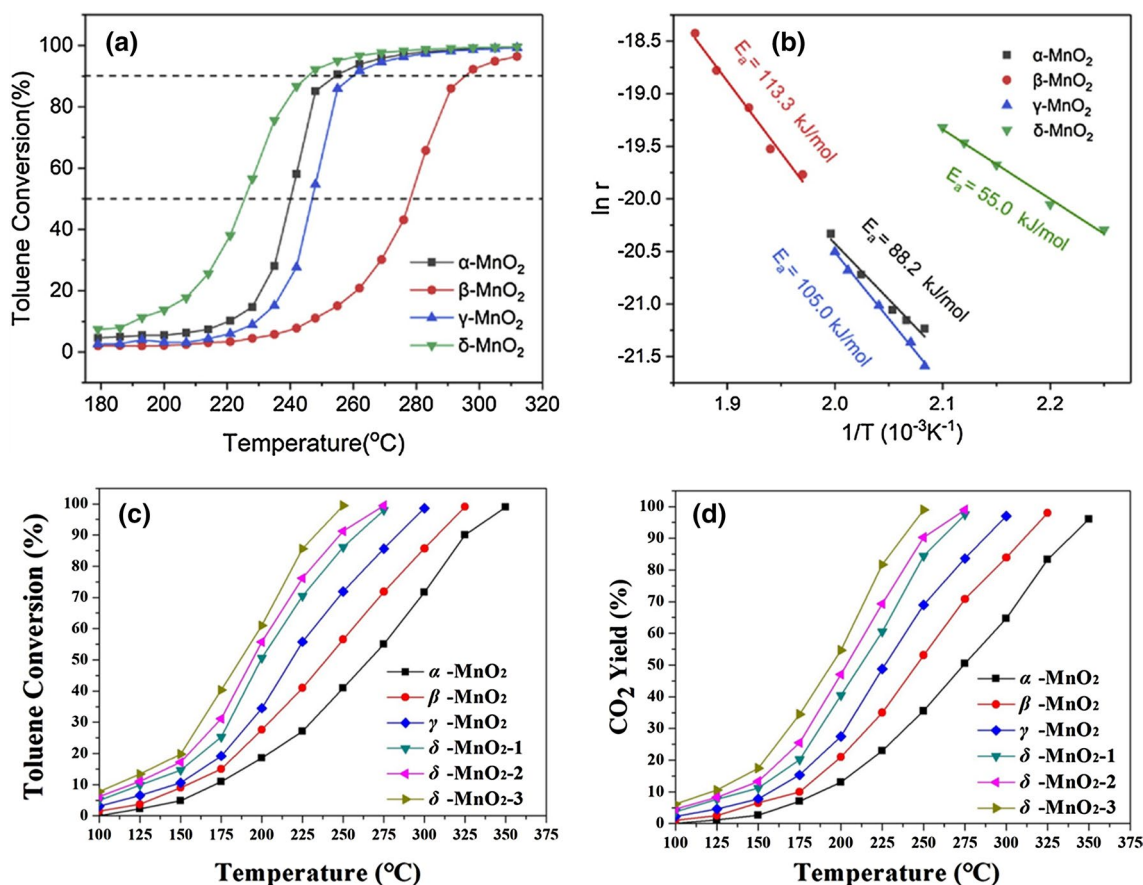 (a)
Toluene Conversion(%)
100
80
60
40
20
0
α-MnO₂
β-MnO₂
γ-MnO₂
δ-MnO₂
180 200 220 240 260 280 300 320
Temperature(°C)
(b)
ln r
-18.5
-19.0
-19.5
-20.0
-20.5
-21.0
-21.5
α-MnO₂
β-MnO₂
γ-MnO₂
δ-MnO₂
Eₐ = 113.3 kJ/mol
Eₐ = 55.0 kJ/mol
Eₐ = 88.2 kJ/mol
Eₐ = 105.0 kJ/mol
1.9 2.0 2.1 2.2
1/T (10⁻³K⁻¹)
(c)
Toluene Conversion (%)
100
90
80
70
60
50
40
30
20
10
0
α -MnO₂
β -MnO₂
γ -MnO₂
δ -MnO₂-1
δ -MnO₂-2
δ -MnO₂-3
100 125 150 175 200 225 250 275 300 325 350 375
Temperature (°C)
(d)
CO₂ Yield (%)
100
90
80
70
60
50
40
30
20
10
0
α -MnO₂
β -MnO₂
γ -MnO₂
δ -MnO₂-1
δ -MnO₂-2
δ -MnO₂-3
100 125 150 175 200 225 250 275 300 325 350 375
Temperature (°C)